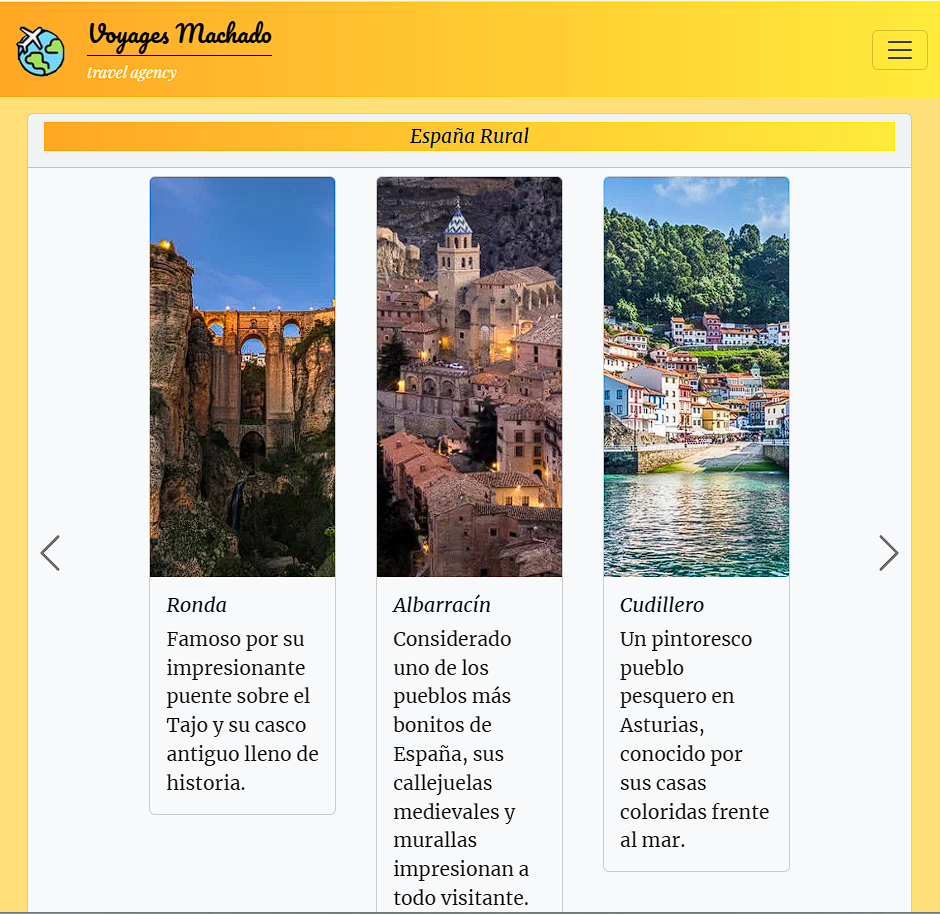 Voyages Machado
travel agency
España Rural
Ronda
Famoso por su
impresionante
puente sobre el
Tajo y su casco
antiguo lleno de
historia.
Albarracín
Considerado
uno de los
pueblos más
bonitos de
España, sus
callejuelas
medievales y
murallas
impresionan a
todo visitante.
Cudillero
Un pintoresco
pueblo
pesquero en
Asturias,
conocido por
sus casas
coloridas frente
al mar.